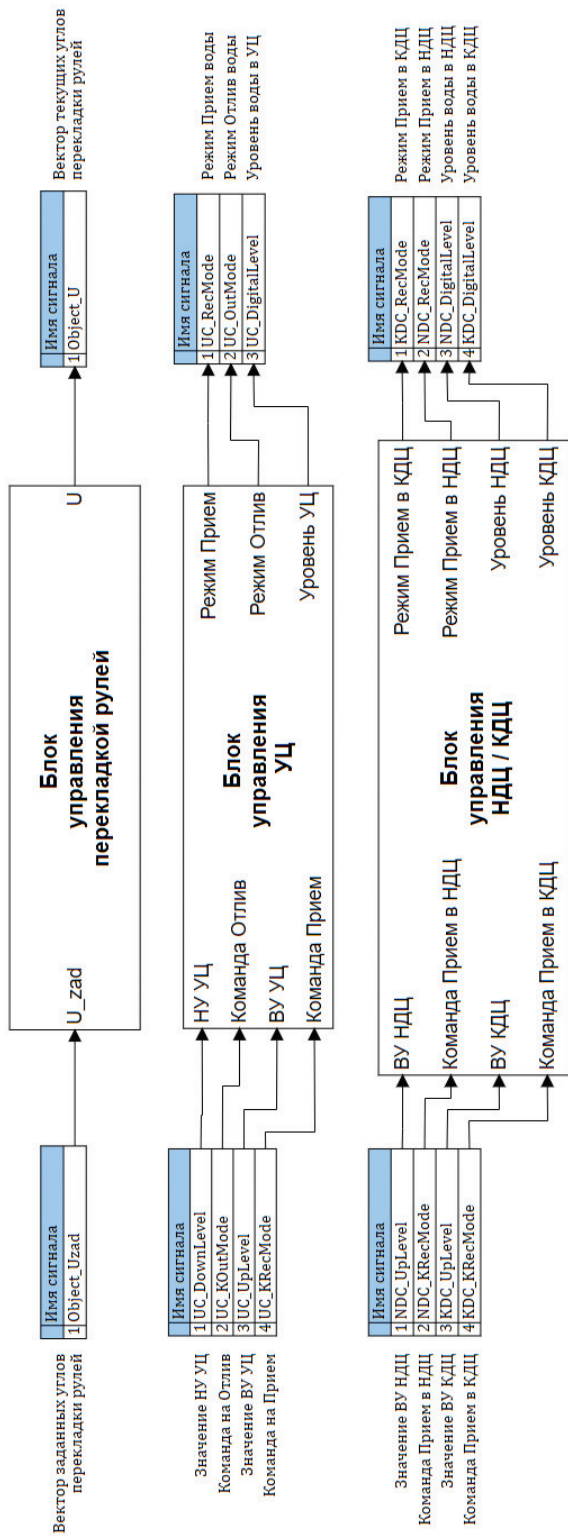 Вектор заданных углов
перекладки рулей
Имя сигнала
1 Object_Uzad
U_zad
Блок
управления
перекладкой рулей
U
Имя сигнала
1 Object_U
Вектор текущих углов
перекладки рулей
Значение НУ УЦ
Команда на Отлив
Значение ВУ УЦ
Команда на Прием
Имя сигнала
1 UC_DownLevel
2 UC_KOutMode
3 UC_UpLevel
4 UC_KRecMode
НУ УЦ
Команда Отлив
ВУ УЦ
Команда Прием
Блок
управления
УЦ
Режим Прием
Режим Отлив
Уровень УЦ
Имя сигнала
1 UC_RecMode
2 UC_OutMode
3 UC_DigitalLevel
Режим Прием воды
Режим Отлив воды
Уровень воды в УЦ
Значение ВУ НДЦ
Команда Прием в НДЦ
Значение ВУ КДЦ
Команда Прием в КДЦ
Имя сигнала
1 NDC_UpLevel
2 NDC_KRecMode
3 KDC_UpLevel
4 KDC_KRecMode
ВУ НДЦ
Команда Прием в НДЦ
ВУ КДЦ
Команда Прием в КДЦ
Блок
управления
НДЦ / КДЦ
Режим Прием в КДЦ
Режим Прием в НДЦ
Уровень НДЦ
Уровень КДЦ
Имя сигнала
1 KDC_RecMode
2 NDC_RecMode
3 NDC_DigitalLevel
4 KDC_DigitalLevel
Режим Прием в КДЦ
Режим Прием в НДЦ
Уровень воды в НДЦ
Уровень воды в КДЦ